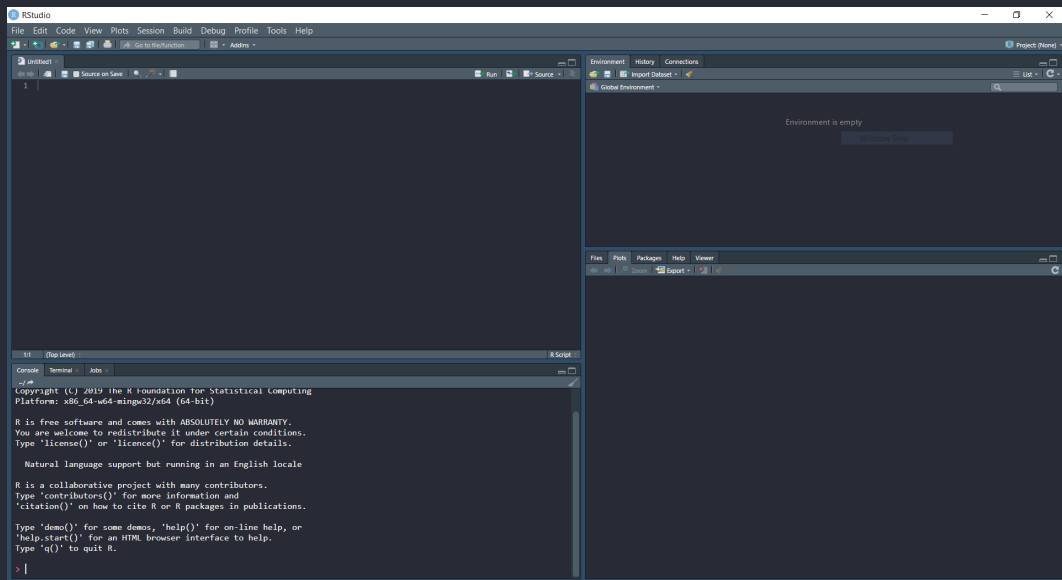 RStudio
File Edit Code View Plots Session Build Debug Profile Tools Help
Go to file/function Addins Project: (None)
Untitled1
Source on Save Run Source
1
1:1 (Top Level) R Script
Console Terminal Jobs
~/
Copyright (C) 2019 The R Foundation for Statistical Computing
Platform: x86_64-w64-mingw32/x64 (64-bit)
R is free software and comes with ABSOLUTELY NO WARRANTY.
You are welcome to redistribute it under certain conditions.
Type 'license()' or 'licence()' for distribution details.
Natural language support but running in an English locale
R is a collaborative project with many contributors.
Type 'contributors()' for more information and
'citation()' on how to cite R or R packages in publications.
Type 'demo()' for some demos, 'help()' for on-line help, or
'help.start()' for an HTML browser interface to help.
Type 'q()' to quit R.
>
Environment History Connections
Import Dataset List
Global Environment
Environment is empty
Files Plots Packages Help Viewer
Zoom Export